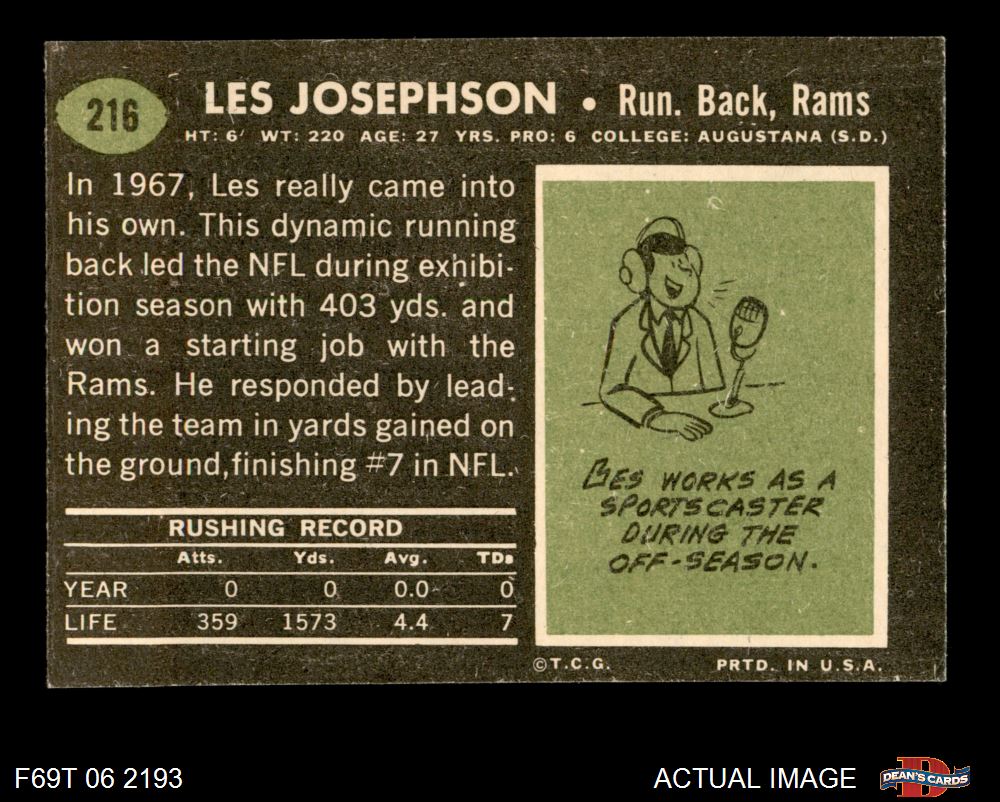 216
LES JOSEPHSON • Run. Back, Rams
HT: 6' WT: 220 AGE: 27 YRS. PRO: 6 COLLEGE: AUGUSTANA (S.D.)
In 1967, Les really came into
his own. This dynamic running
back led the NFL during exhibi-
tion season with 403 yds. and
won a starting job with the
Rams. He responded by lead-
ing the team in yards gained on
the ground, finishing #7 in NFL.
RUSHING RECORD
Atts. Yds. Avg. TDs
YEAR 0 0 0.0 0
LIFE 359 1573 4.4 7
LES WORKS AS A
SPORTSCASTER
DURING THE
OFF-SEASON.
©T.C.G. PRTD. IN U.S.A.
F69T 06 2193 ACTUAL IMAGE
D
DEAN'S CARDS